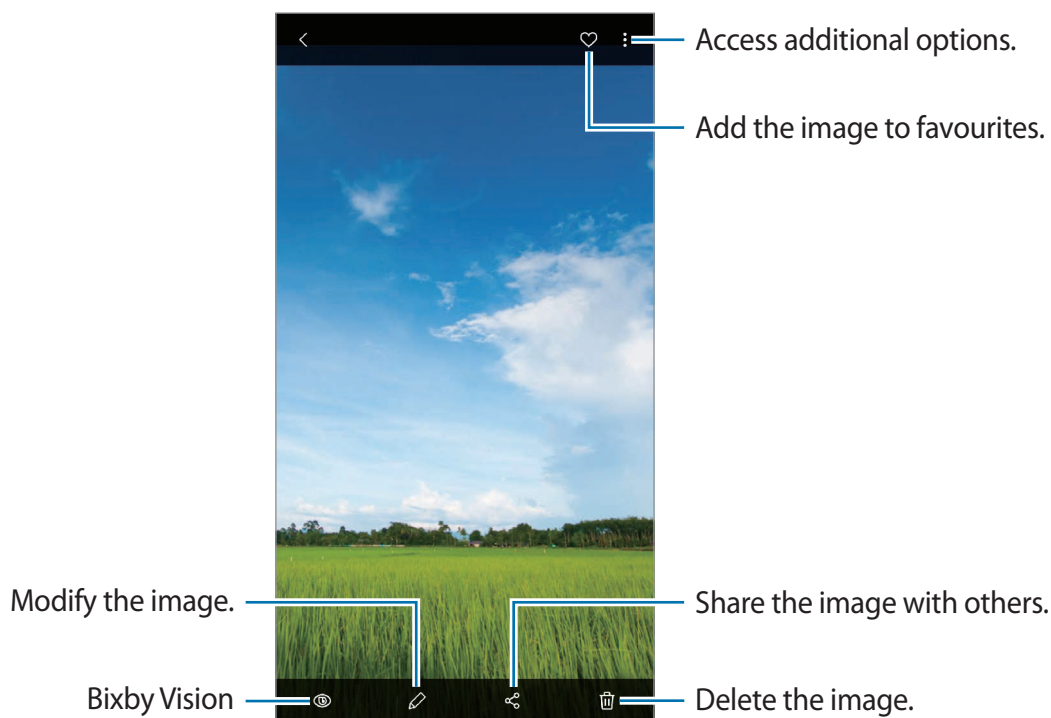 Access additional options.
Add the image to favourites.
Modify the image.
Share the image with others.
Bixby Vision
Delete the image.